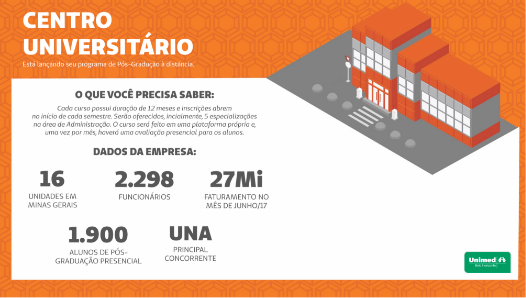 CENTRO
UNIVERSITÁRIO
Está lançando seu programa de Pós-Graduação à distância.
O QUE VOCÊ PRECISA SABER:
Cada curso possui duração de 12 meses e inscrições abrem
no início de cada semestre. Serão oferecidos, incialmente, 5 especializações
na área de Administração. O curso será feito em uma plataforma própria e,
uma vez por mês, haverá uma avaliação presencial para os alunos.
DADOS DA EMPRESA:
16
UNIDADES EM
MINAS GERAIS
2.298
FUNCIONÁRIOS
27Mi
FATURAMENTO NO
MÊS DE JUNHO/17
1.900
ALUNOS DE PÓS-
GRADUAÇÃO PRESENCIAL
UNA
PRINCIPAL
CONCORRENTE
Unimed